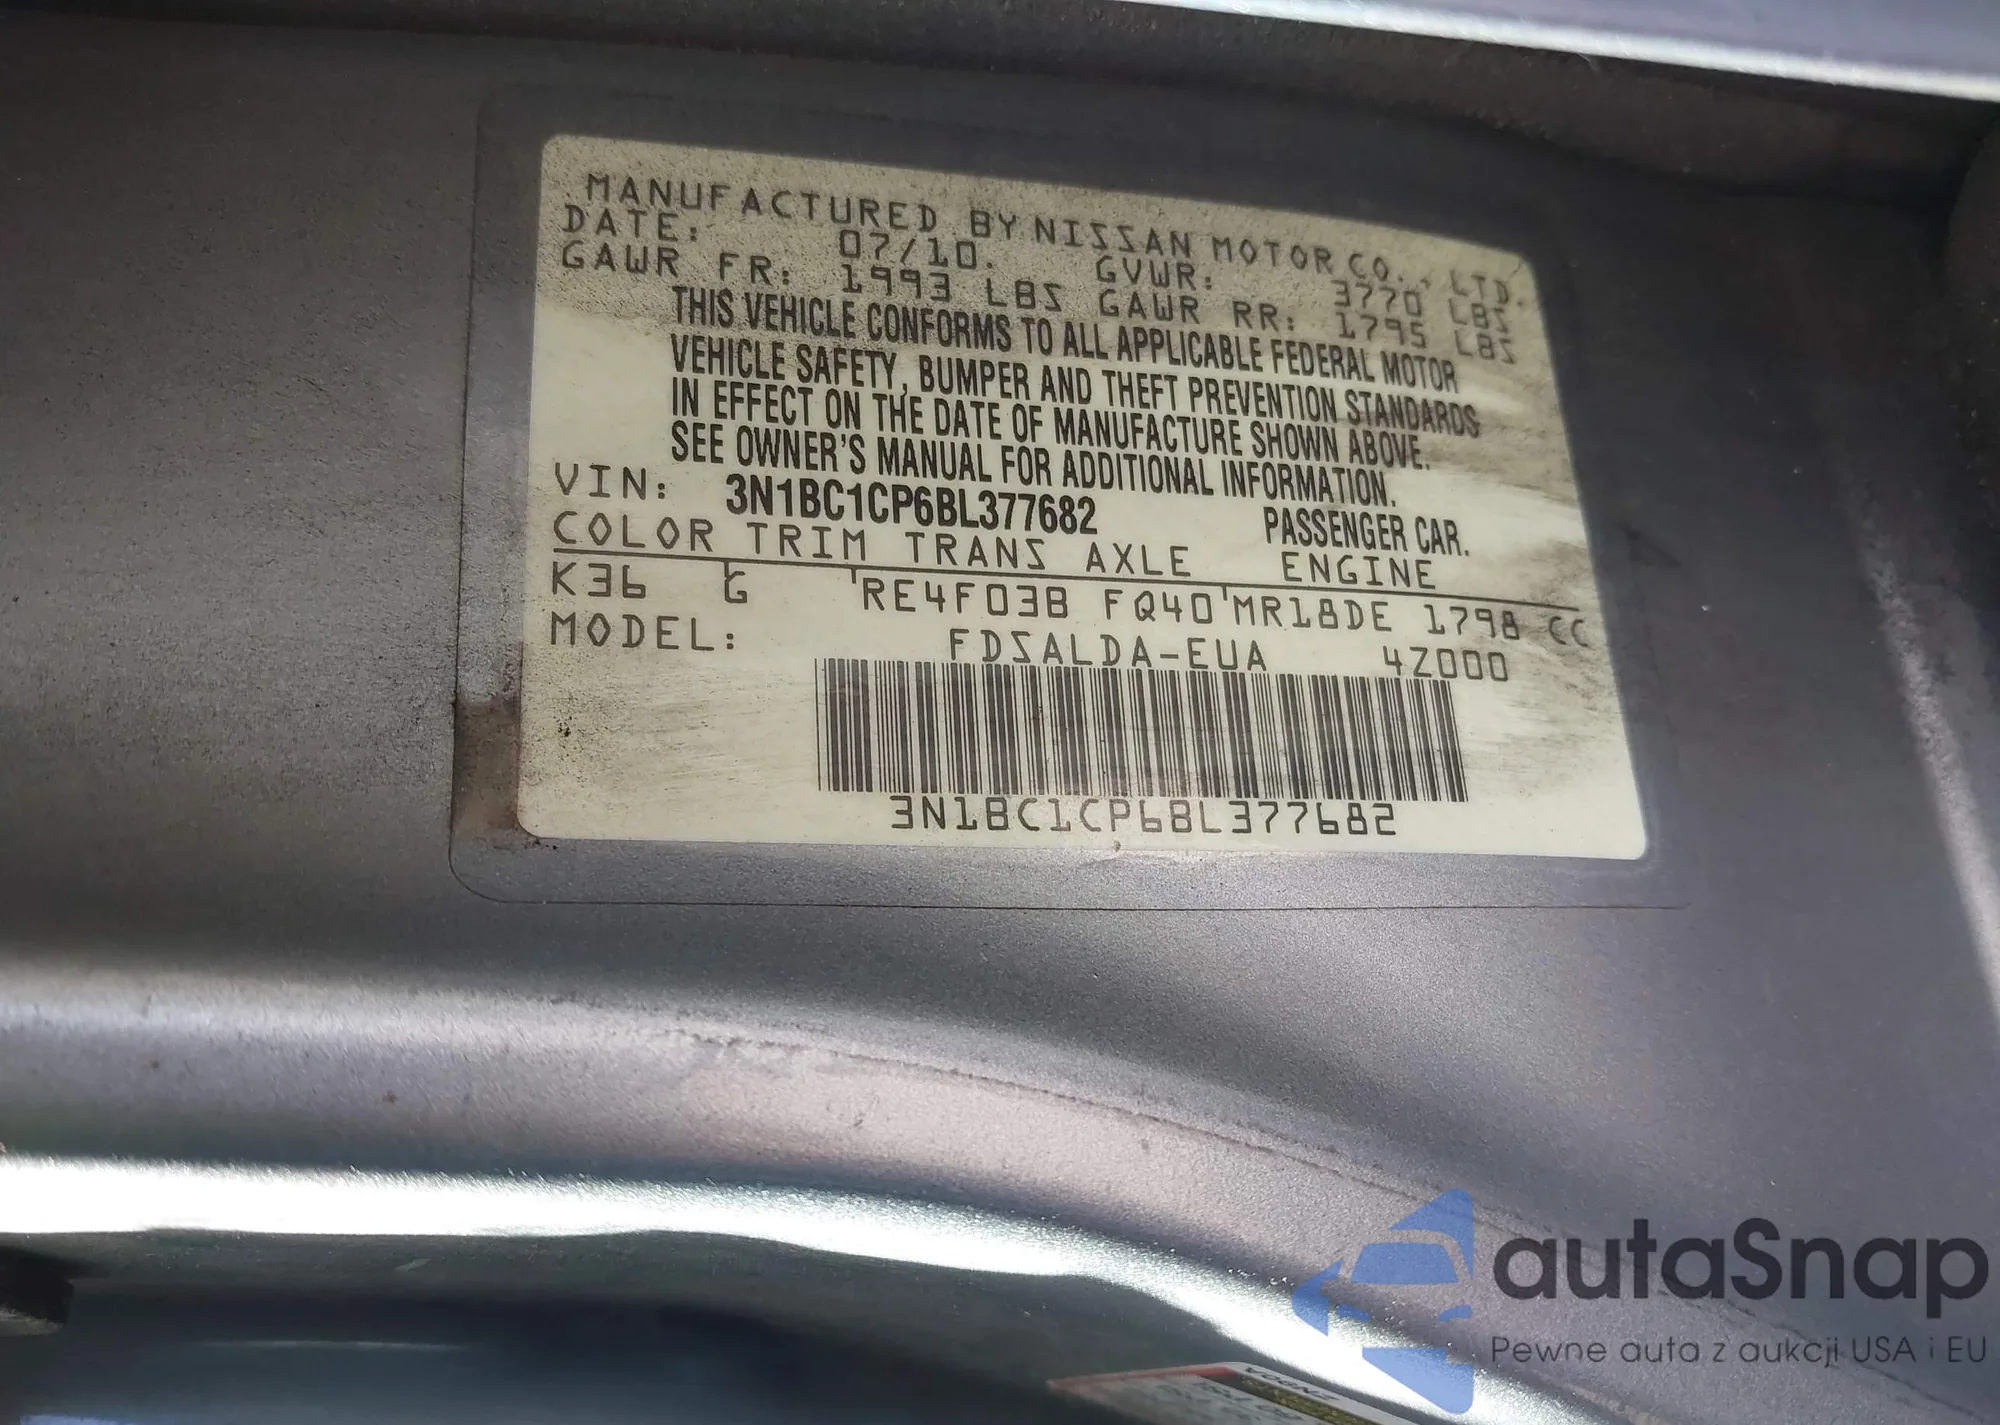 MANUFACTURED BY NISSAN MOTOR CO., LTD.
DATE: 07/10. GVWR: 3770 LBS
GAWR FR: 1993 LBS GAWR RR: 1795 LBS
THIS VEHICLE CONFORMS TO ALL APPLICABLE FEDERAL MOTOR
VEHICLE SAFETY, BUMPER AND THEFT PREVENTION STANDARDS
IN EFFECT ON THE DATE OF MANUFACTURE SHOWN ABOVE.
SEE OWNER'S MANUAL FOR ADDITIONAL INFORMATION.
VIN: 3N1BC1CP6BL377682 PASSENGER CAR.
COLOR TRIM TRANS AXLE ENGINE
K36 G RE4F03B FQ40 MR18DE 1798 CC
MODEL: FDSALDA-EUA 4Z000
3N1BC1CP6BL377682
autaSnap
Pewne auta z aukcji USA i EU